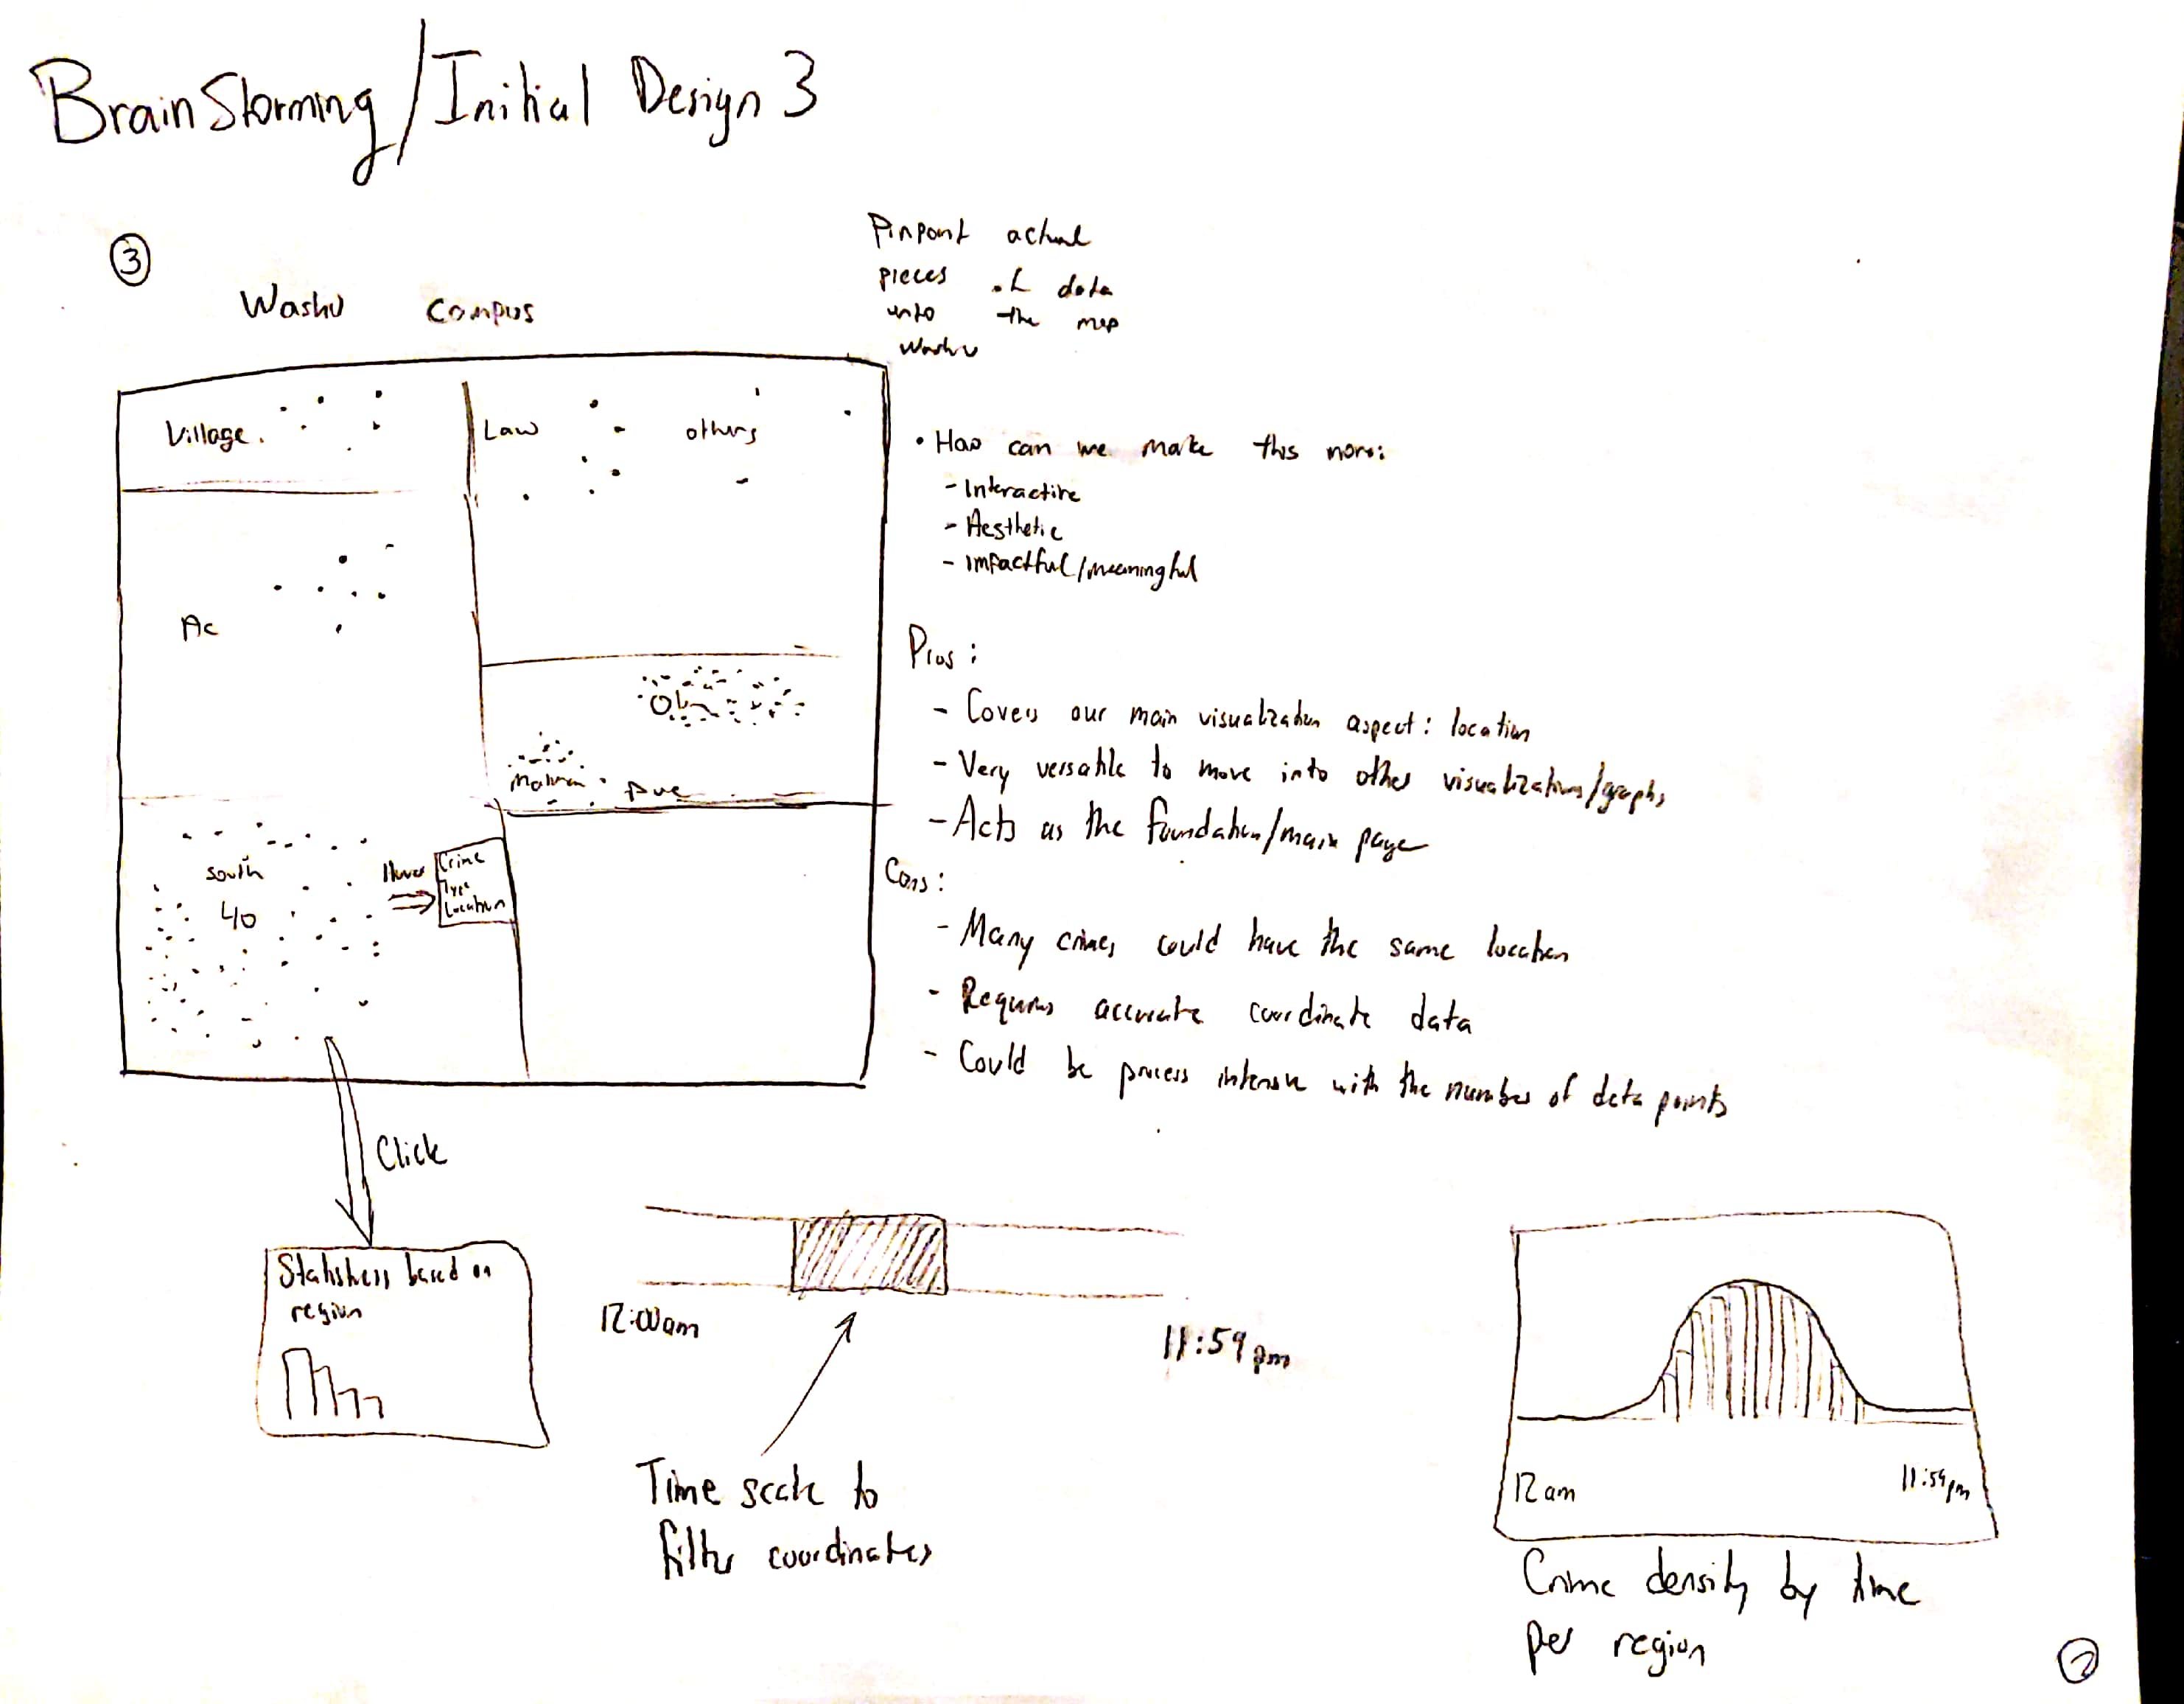 BrainStorming/Initial Design 3
3
WashU Campus
Pinpoint actual
pieces of data
onto the map
WashU
Village
Law
others
• How can we make this more:
- Interactive
- Aesthetic
- Impactful/meaningful
AC
Pros:
- Covers our main visualization aspect: location
- Very versatile to move into other visualizations/graphs
- Acts as the foundation/main page
Olin
Due
South
40
Hover
Crime
Type
Location
Cons:
- Many crimes could have the same location
- Requires accurate coordinate data
- Could be process intensive with the number of data points
Click
Statistics based on
region
12:00am
11:59pm
Time scale to
filter coordinates
12am
11:59pm
Crime density by time
per region